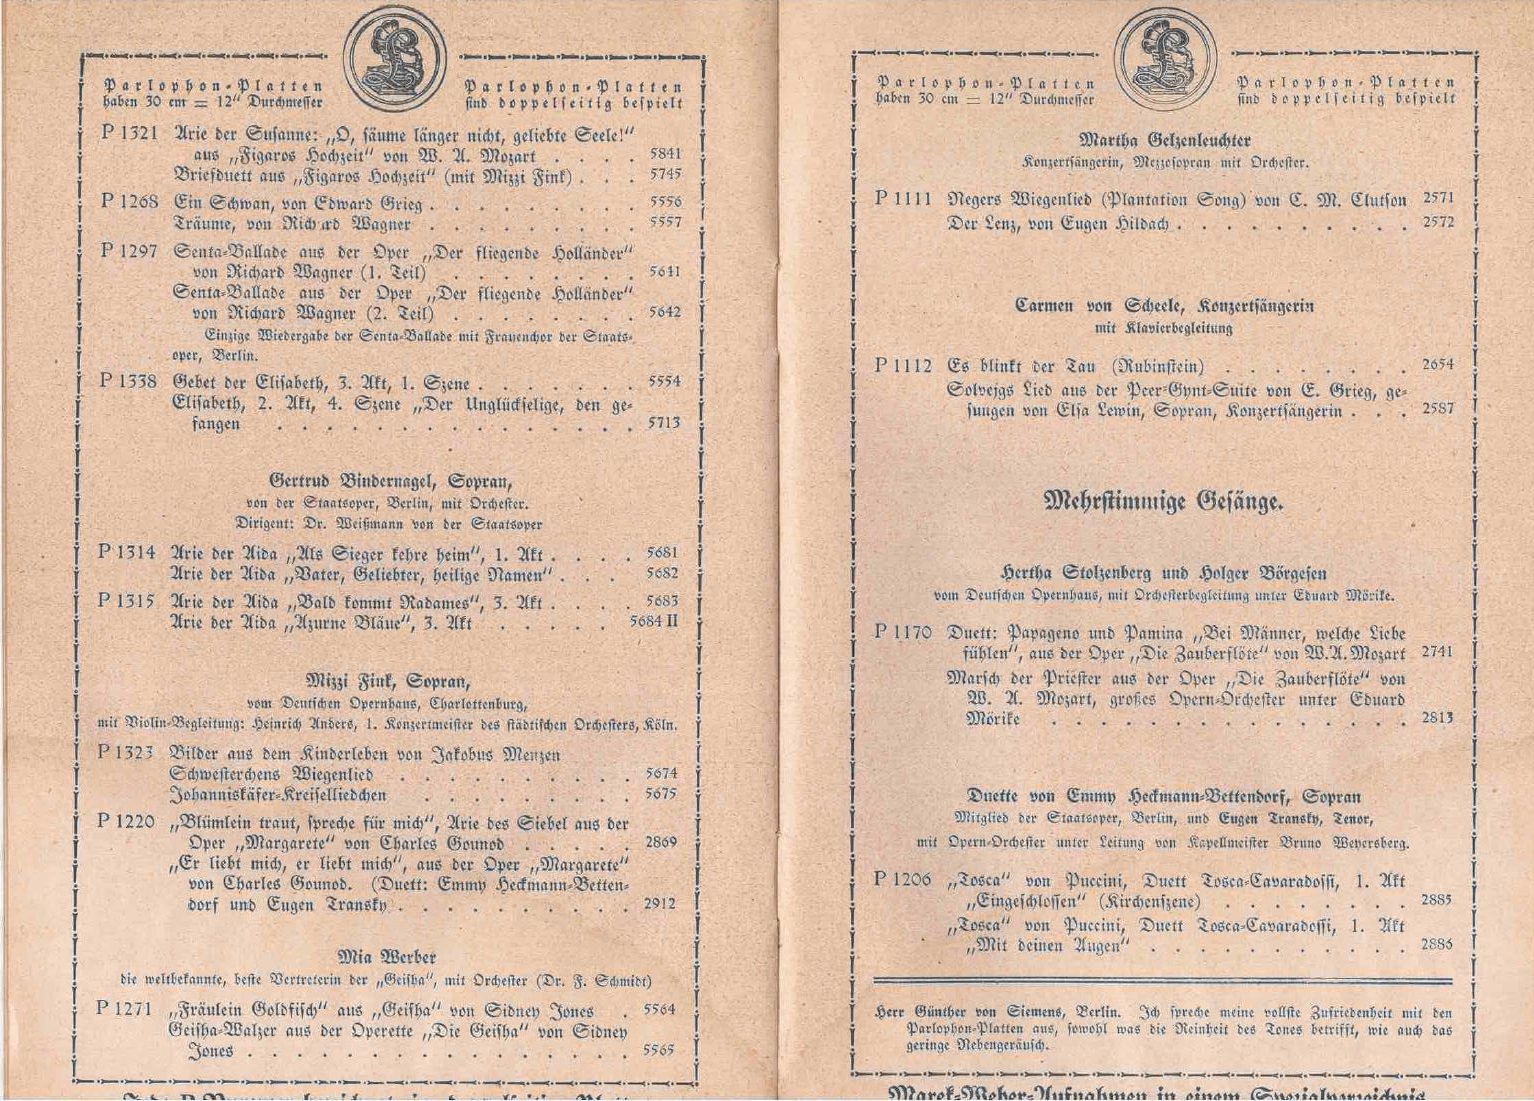 Parlophon-Platten
haben 30 cm = 12" Durchmesser
Parlophon-Platten
sind doppelseitig bespielt
P 1321 Arie der Susanne: „O, säume länger nicht, geliebte Seele!"
aus „Figaros Hochzeit" von W. A. Mozart . . . . 5841
Briefduett aus „Figaros Hochzeit" (mit Mizzi Fink) . . . 5745
P 1268 Ein Schwan, von Edward Grieg . . . . . . . . . 5556
Träume, von Richard Wagner . . . . . . . . . 5557
P 1297 Senta-Ballade aus der Oper „Der fliegende Holländer"
von Richard Wagner (1. Teil) . . . . . . . . 5641
Senta-Ballade aus der Oper „Der fliegende Holländer"
von Richard Wagner (2. Teil) . . . . . . . . 5642
Einzige Wiedergabe der Senta-Ballade mit Frauenchor der Staats-
oper, Berlin.
P 1338 Gebet der Elisabeth, 3. Akt, 1. Szene . . . . . . . 5554
Elisabeth, 2. Akt, 4. Szene „Der Unglückselige, den ge-
fangen . . . . . . . . . . . . . . . 5713
Gertrud Bindernagel, Sopran,
von der Staatsoper, Berlin, mit Orchester.
Dirigent: Dr. Weißmann von der Staatsoper
P 1314 Arie der Aida „Als Sieger kehre heim", 1. Akt . . . . 5681
Arie der Aida „Vater, Geliebter, heilige Namen" . . . 5682
P 1315 Arie der Aida „Bald kommt Radames", 3. Akt . . . . 5683
Arie der Aida „Azurne Bläue", 3. Akt . . . . . 5684 II
Mizzi Fink, Sopran,
vom Deutschen Opernhaus, Charlottenburg,
mit Violin-Begleitung: Heinrich Anders, 1. Konzertmeister des städtischen Orchesters, Köln.
P 1323 Bilder aus dem Kinderleben von Jakobus Menzen
Schwesterchens Wiegenlied . . . . . . . . . . 5674
Johanniskäfer-Kreiselliedchen . . . . . . . . . 5675
P 1220 „Blümlein traut, spreche für mich", Arie des Siebel aus der
Oper „Margarete" von Charles Gounod . . . . . 2869
„Er liebt mich, er liebt mich", aus der Oper „Margarete"
von Charles Gounod. (Duett: Emmy Heckmann-Betten-
dorf und Eugen Transky . . . . . . . . . . . 2912
Mia Werber
die weltbekannte, beste Vertreterin der „Geisha", mit Orchester (Dr. F. Schmidt)
P 1271 „Fräulein Goldfisch" aus „Geisha" von Sidney Jones . 5564
Geisha-Walzer aus der Operette „Die Geisha" von Sidney
Jones . . . . . . . . . . . . . . . . . 5565
Parlophon-Platten
haben 30 cm = 12" Durchmesser
Parlophon-Platten
sind doppelseitig bespielt
Martha Gelzenleuchter
Konzertsängerin, Mezzosopran mit Orchester.
P 1111 Negers Wiegenlied (Plantation Song) von C. M. Clutson 2571
Der Lenz, von Eugen Hildach . . . . . . . . . . 2572
Carmen von Scheele, Konzertsängerin
mit Klavierbegleitung
P 1112 Es blinkt der Tau (Rubinstein) . . . . . . . . 2654
Solvejgs Lied aus der Peer-Gynt-Suite von E. Grieg, ge-
sungen von Elsa Lewin, Sopran, Konzertsängerin . . . 2587
Mehrstimmige Gesänge.
Hertha Stolzenberg und Holger Börgesen
vom Deutschen Opernhaus, mit Orchesterbegleitung unter Eduard Mörike.
P 1170 Duett: Papageno und Pamina „Bei Männer, welche Liebe
fühlen", aus der Oper „Die Zauberflöte" von W. A. Mozart 2741
Marsch der Priester aus der Oper „Die Zauberflöte" von
W. A. Mozart, großes Opern-Orchester unter Eduard
Mörike . . . . . . . . . . . . . . . 2813
Duette von Emmy Heckmann-Bettendorf, Sopran
Mitglied der Staatsoper, Berlin, und Eugen Transky, Tenor,
mit Opern-Orchester unter Leitung von Kapellmeister Bruno Weyersberg.
P 1206 „Tosca" von Puccini, Duett Tosca-Cavaradossi, 1. Akt
„Eingeschlossen" (Kirchenszene) . . . . . . . . 2885
„Tosca" von Puccini, Duett Tosca-Cavaradossi, 1. Akt
„Mit deinen Augen" . . . . . . . . . . . 2886
Herr Günther von Siemens, Berlin. Ich spreche meine vollste Zufriedenheit mit den
Parlophon-Platten aus, sowohl was die Reinheit des Tones betrifft, wie auch das
geringe Nebengeräusch.
Marek-Weber-Aufnahmen in einem Spezialverzeichnis